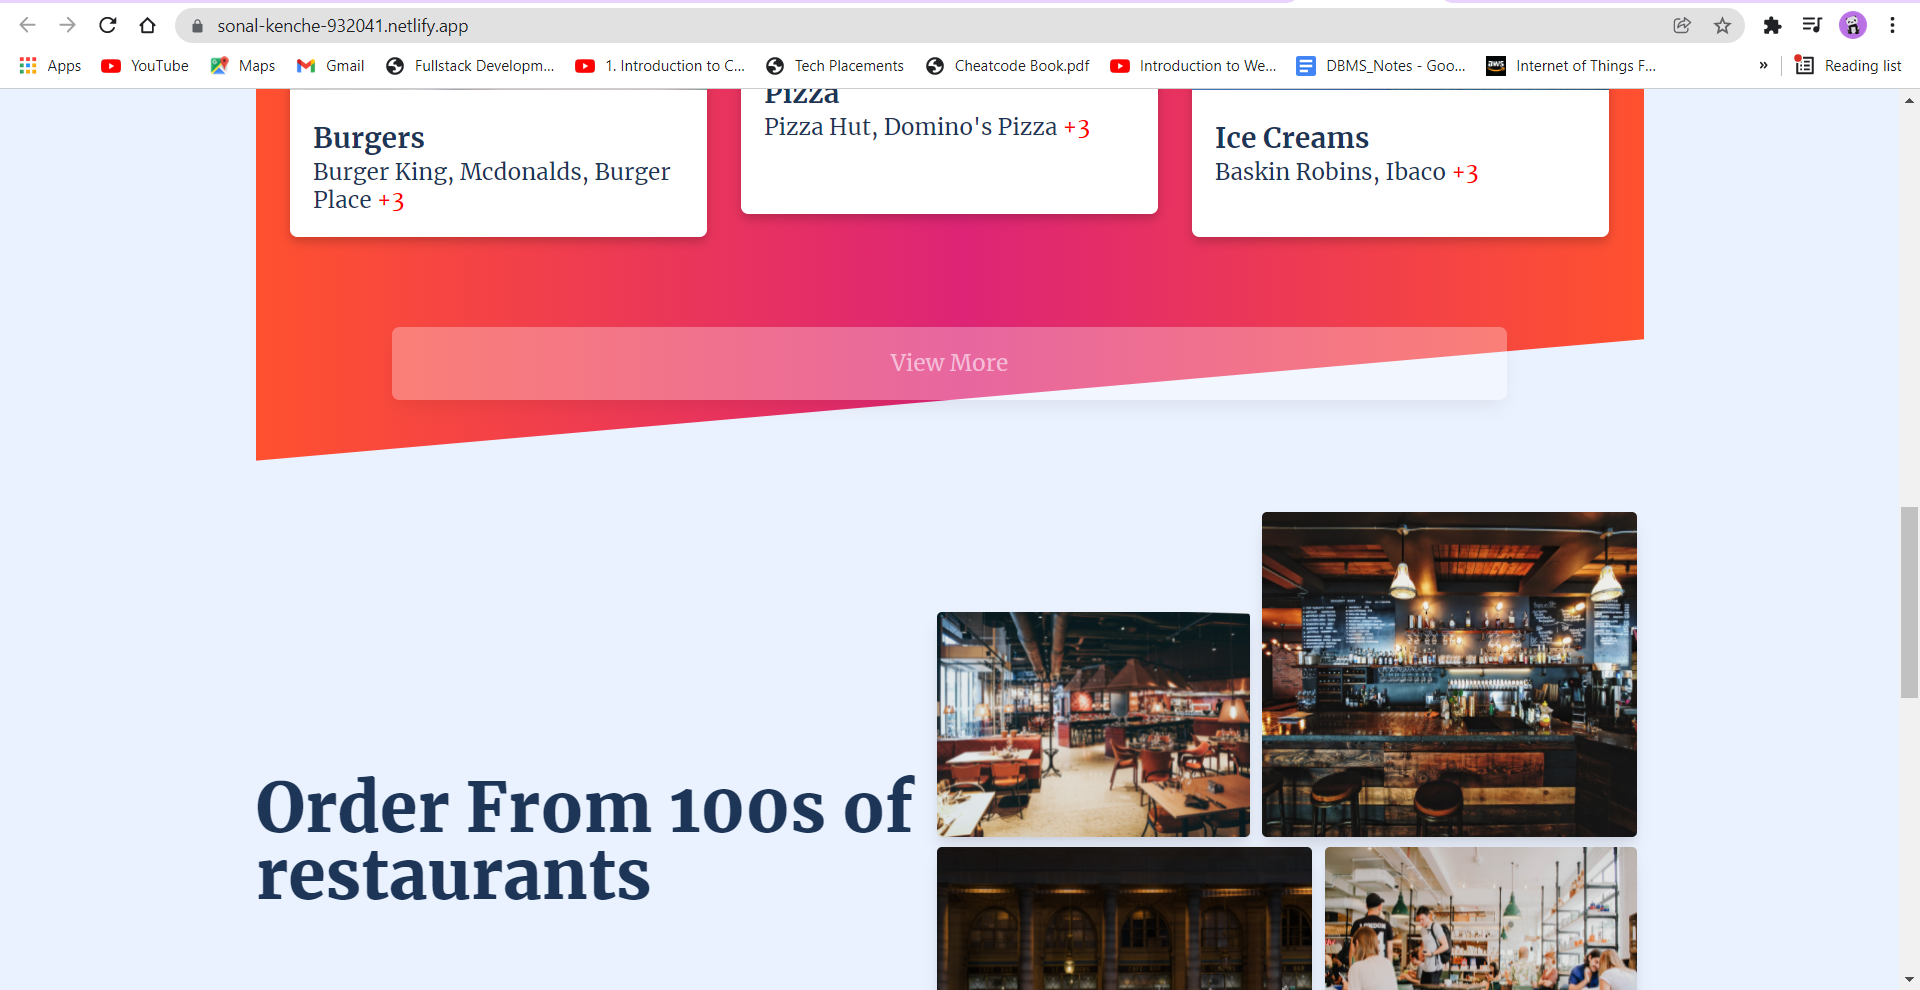 sonal-kenche-932041.netlify.app
Apps YouTube Maps Gmail Fullstack Developm... 1. Introduction to C... Tech Placements Cheatcode Book.pdf Introduction to We... DBMS_Notes - Goo... aws Internet of Things F... » Reading list
Burgers
Burger King, Mcdonalds, Burger
Place +3
Pizza
Pizza Hut, Domino's Pizza +3
Ice Creams
Baskin Robins, Ibaco +3
View More
Order From 100s of
restaurants